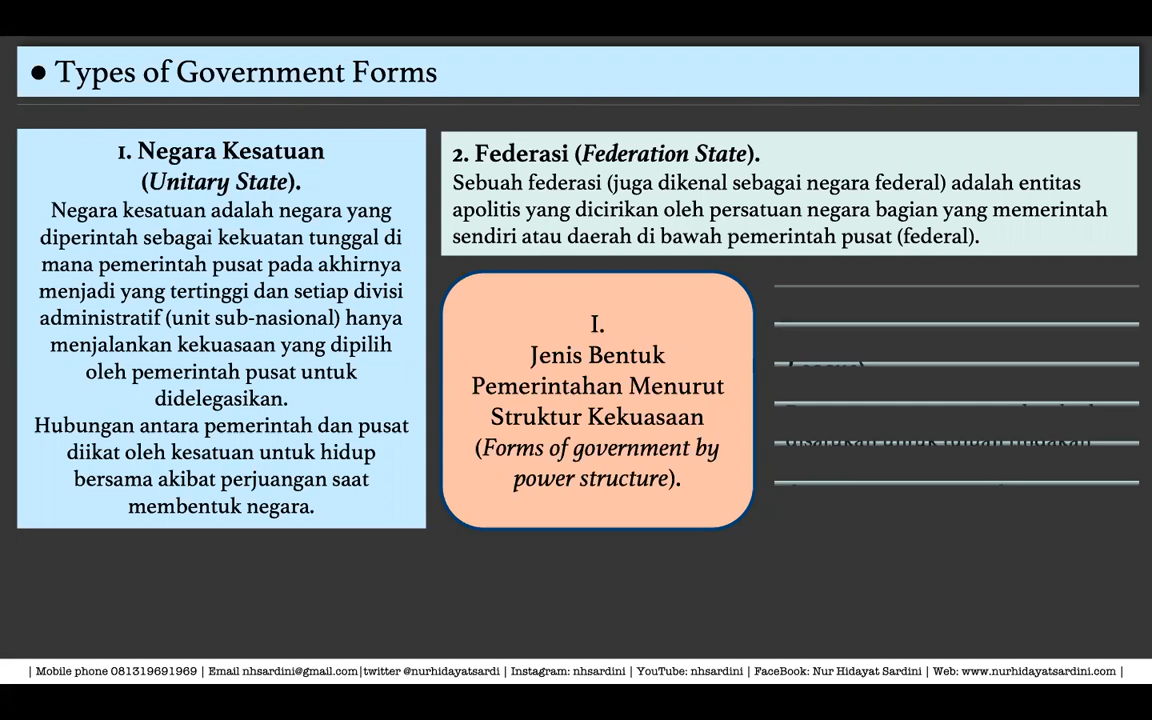 ● Types of Government Forms
1. Negara Kesatuan
(Unitary State).
Negara kesatuan adalah negara yang
diperintah sebagai kekuatan tunggal di
mana pemerintah pusat pada akhirnya
menjadi yang tertinggi dan setiap divisi
administratif (unit sub-nasional) hanya
menjalankan kekuasaan yang dipilih
oleh pemerintah pusat untuk
didelegasikan.
Hubungan antara pemerintah dan pusat
diikat oleh kesatuan untuk hidup
bersama akibat perjuangan saat
membentuk negara.
2. Federasi (Federation State).
Sebuah federasi (juga dikenal sebagai negara federal) adalah entitas
apolitis yang dicirikan oleh persatuan negara bagian yang memerintah
sendiri atau daerah di bawah pemerintah pusat (federal).
I.
Jenis Bentuk
Pemerintahan Menurut
Struktur Kekuasaan
(Forms of government by
power structure).
| Mobile phone 081319691969 | Email nhsardini@gmail.com|twitter @nurhidayatsardi | Instagram: nhsardini | YouTube: nhsardini | FaceBook: Nur Hidayat Sardini | Web: www.nurhidayatsardini.com |